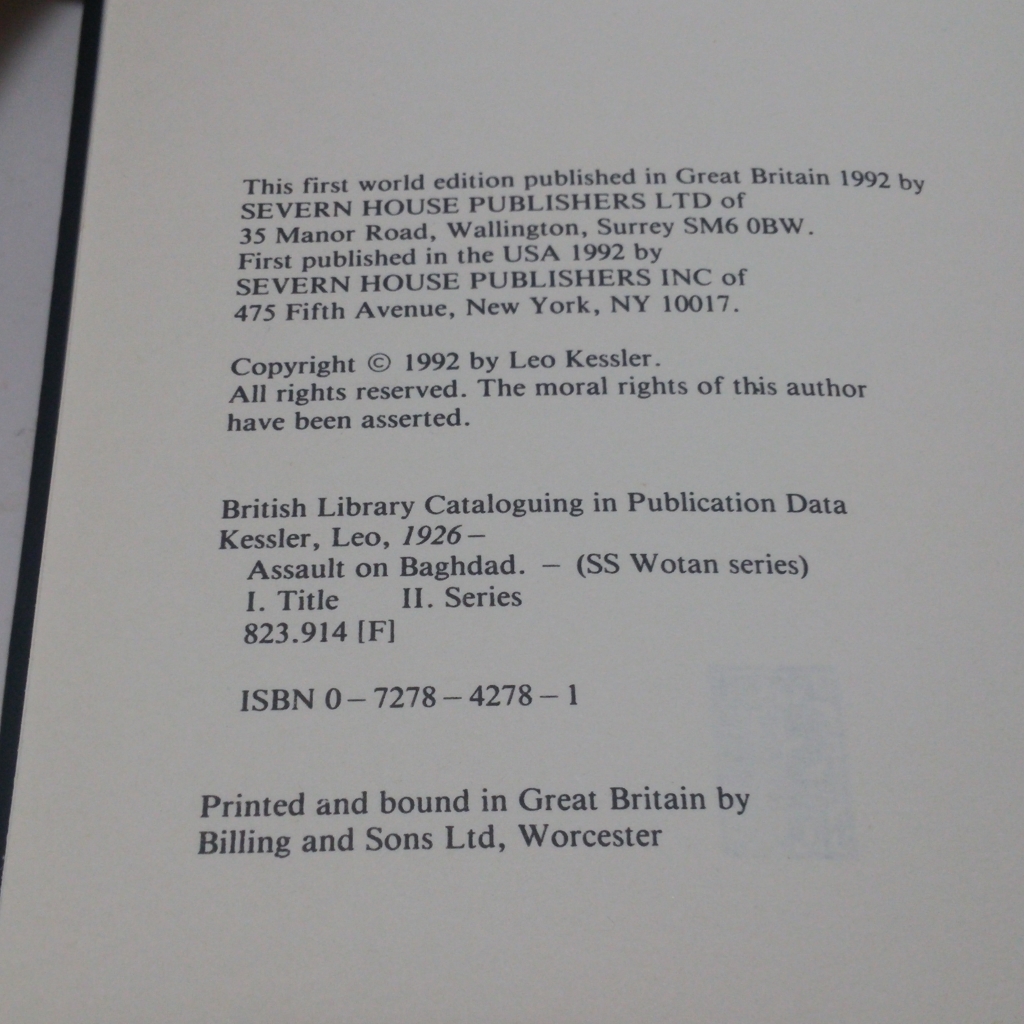 This first world edition published in Great Britain 1992 by
SEVERN HOUSE PUBLISHERS LTD of
35 Manor Road, Wallington, Surrey SM6 0BW.
First published in the USA 1992 by
SEVERN HOUSE PUBLISHERS INC of
475 Fifth Avenue, New York, NY 10017.
Copyright © 1992 by Leo Kessler.
All rights reserved. The moral rights of this author
have been asserted.
British Library Cataloguing in Publication Data
Kessler, Leo, 1926–
Assault on Baghdad. – (SS Wotan series)
I. Title II. Series
823.914 [F]
ISBN 0–7278–4278–1
Printed and bound in Great Britain by
Billing and Sons Ltd, Worcester